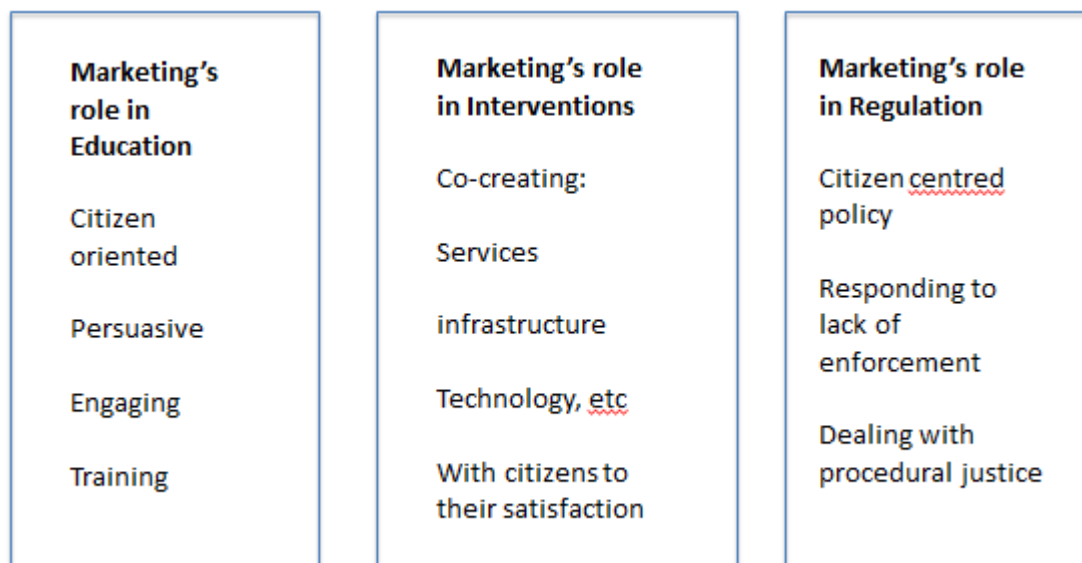 Marketing's
role in
Education
Citizen
oriented
Persuasive
Engaging
Training
Marketing's role
in Interventions
Co-creating:
Services
infrastructure
Technology, etc
With citizens to
their satisfaction
Marketing's role
in Regulation
Citizen centred
policy
Responding to
lack of
enforcement
Dealing with
procedural justice